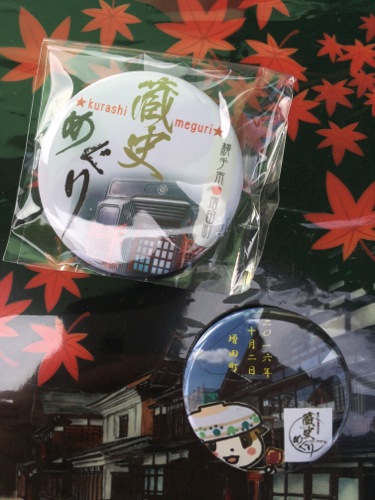 蔵史
めぐり
★kurashi
meguri★
横手市●増田町
二〇一六年
十月二日
増田町
蔵史
めぐり